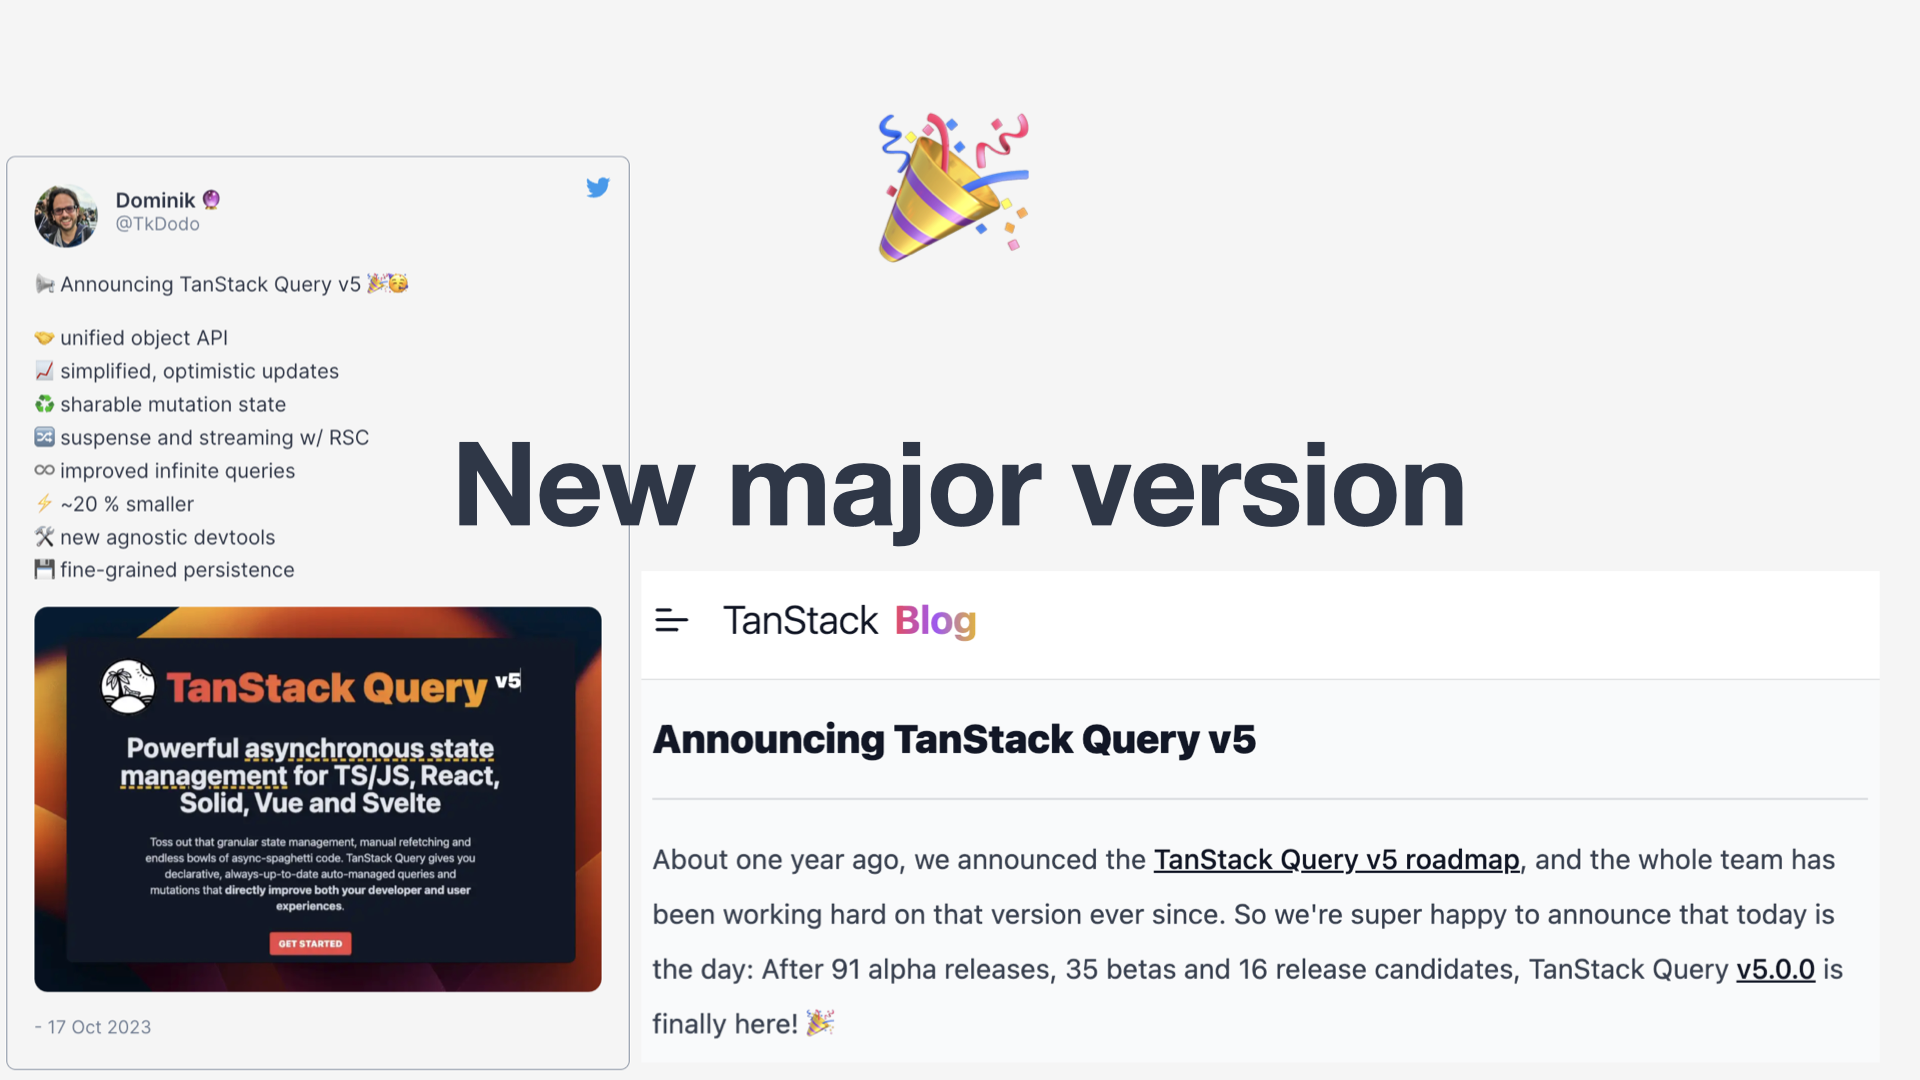 Dominik 🔮
@TkDodo
📢 Announcing TanStack Query v5 🎉🥳
🤝 unified object API
📈 simplified, optimistic updates
♻️ sharable mutation state
🔀 suspense and streaming w/ RSC
♾ improved infinite queries
⚡ ~20 % smaller
🛠 new agnostic devtools
💾 fine-grained persistence
TanStack Query v5
Powerful asynchronous state
management for TS/JS, React,
Solid, Vue and Svelte
Toss out that granular state management, manual refetching and
endless bowls of async-spaghetti code. TanStack Query gives you
declarative, always-up-to-date auto-managed queries and
mutations that directly improve both your developer and user
experiences.
GET STARTED
- 17 Oct 2023
New major version
TanStack Blog
Announcing TanStack Query v5
About one year ago, we announced the TanStack Query v5 roadmap, and the whole team has
been working hard on that version ever since. So we're super happy to announce that today is
the day: After 91 alpha releases, 35 betas and 16 release candidates, TanStack Query v5.0.0 is
finally here! 🎉